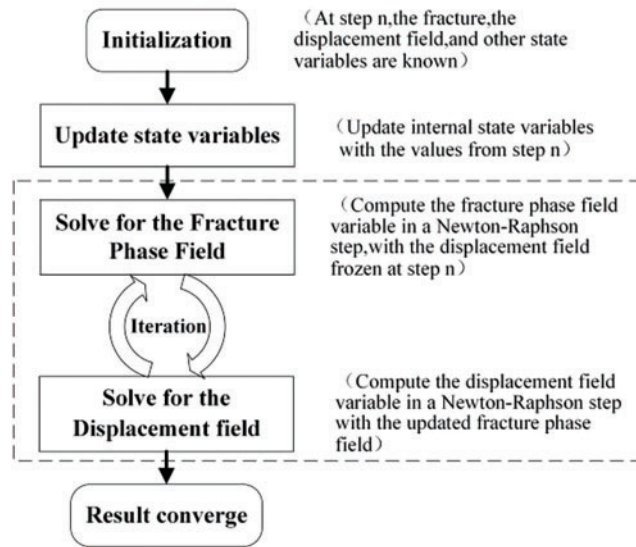 Initialization
（At step n,the fracture,the
displacement field,and other state
variables are known）
Update state variables
（Update internal state variables
with the values from step n）
Solve for the Fracture
Phase Field
（Compute the fracture phase field
variable in a Newton-Raphson
step,with the displacement field
frozen at step n）
Iteration
Solve for the
Displacement field
（Compute the displacement field
variable in a Newton-Raphson step
with the updated fracture phase
field）
Result converge